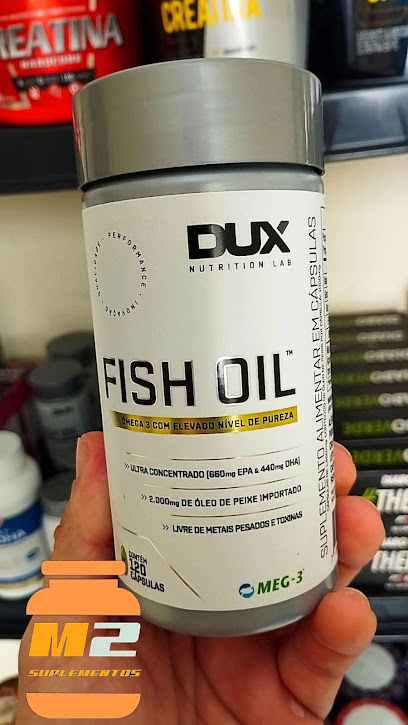 CREATINA
CREATINA
DUX
NUTRITION LAB
QUALIDADE · PERFORMANCE · INOVAÇÃO
FISH OIL™
ÔMEGA 3 COM ELEVADO NÍVEL DE PUREZA
>> ULTRA CONCENTRADO (660mg EPA & 440mg DHA)
>> 2.000mg DE ÓLEO DE PEIXE IMPORTADO
>> LIVRE DE METAIS PESADOS E TOXINAS
CONTÉM
120
CÁPSULAS
MEG-3
SUPLEMENTO ALIMENTAR EM CÁPSULAS
DUX
M2
SUPLEMENTOS